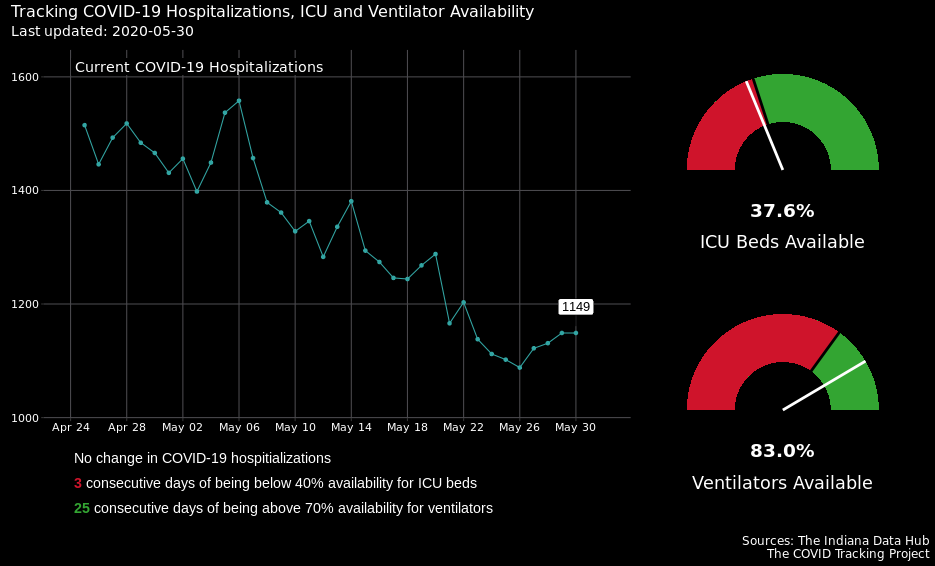 Tracking COVID-19 Hospitalizations, ICU and Ventilator Availability
Last updated: 2020-05-30
Current COVID-19 Hospitalizations
1600
1400
1200
1000
1149
Apr 24 Apr 28 May 02 May 06 May 10 May 14 May 18 May 22 May 26 May 30
No change in COVID-19 hospitializations
3 consecutive days of being below 40% availability for ICU beds
25 consecutive days of being above 70% availability for ventilators
37.6%
ICU Beds Available
83.0%
Ventilators Available
Sources: The Indiana Data Hub
The COVID Tracking Project